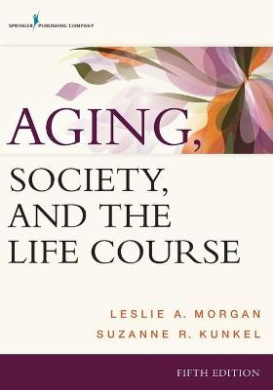 SPRINGER PUBLISHING COMPANY
AGING,
SOCIETY,
AND THE
LIFE COURSE
LESLIE A. MORGAN
SUZANNE R. KUNKEL
FIFTH EDITION